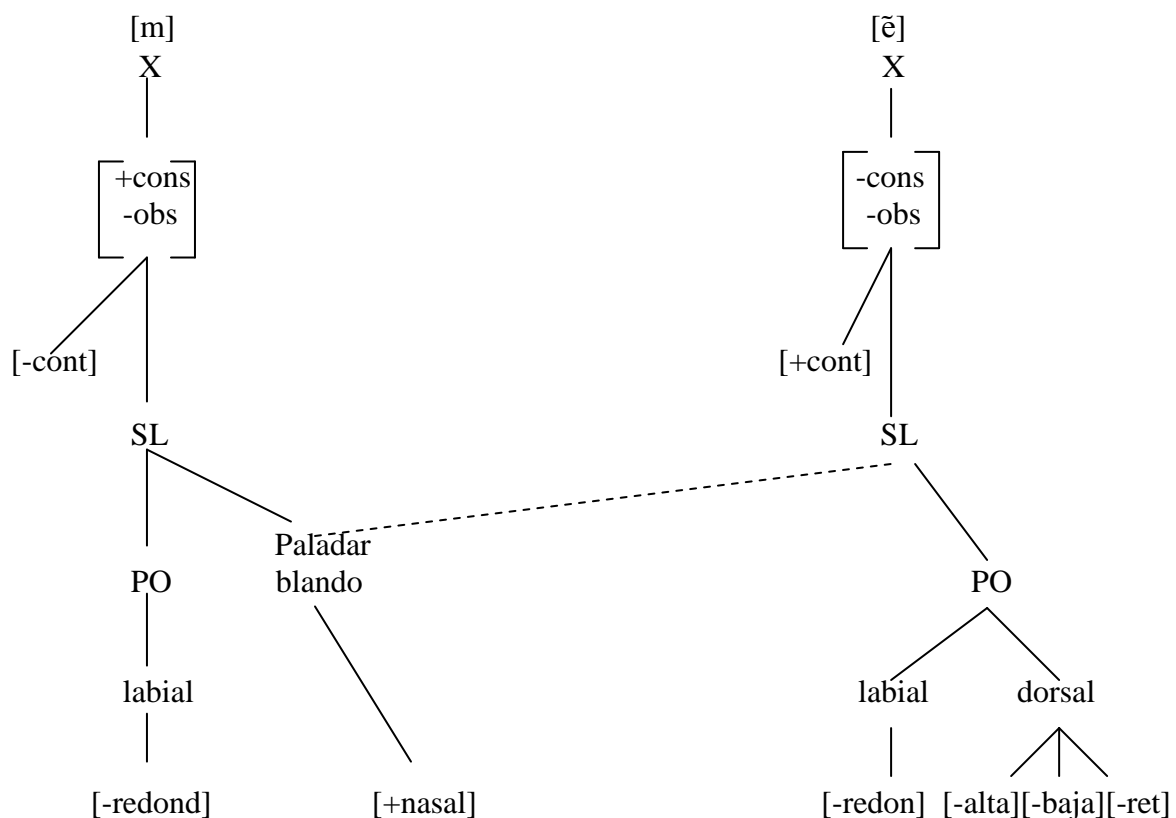 [m] [ẽ]
X X
+cons -cons
-obs -obs
[-cont] [+cont]
SL SL
Paladar
blando
PO PO
labial labial dorsal
[-redond] [+nasal] [-redon] [-alta][-baja][-ret]